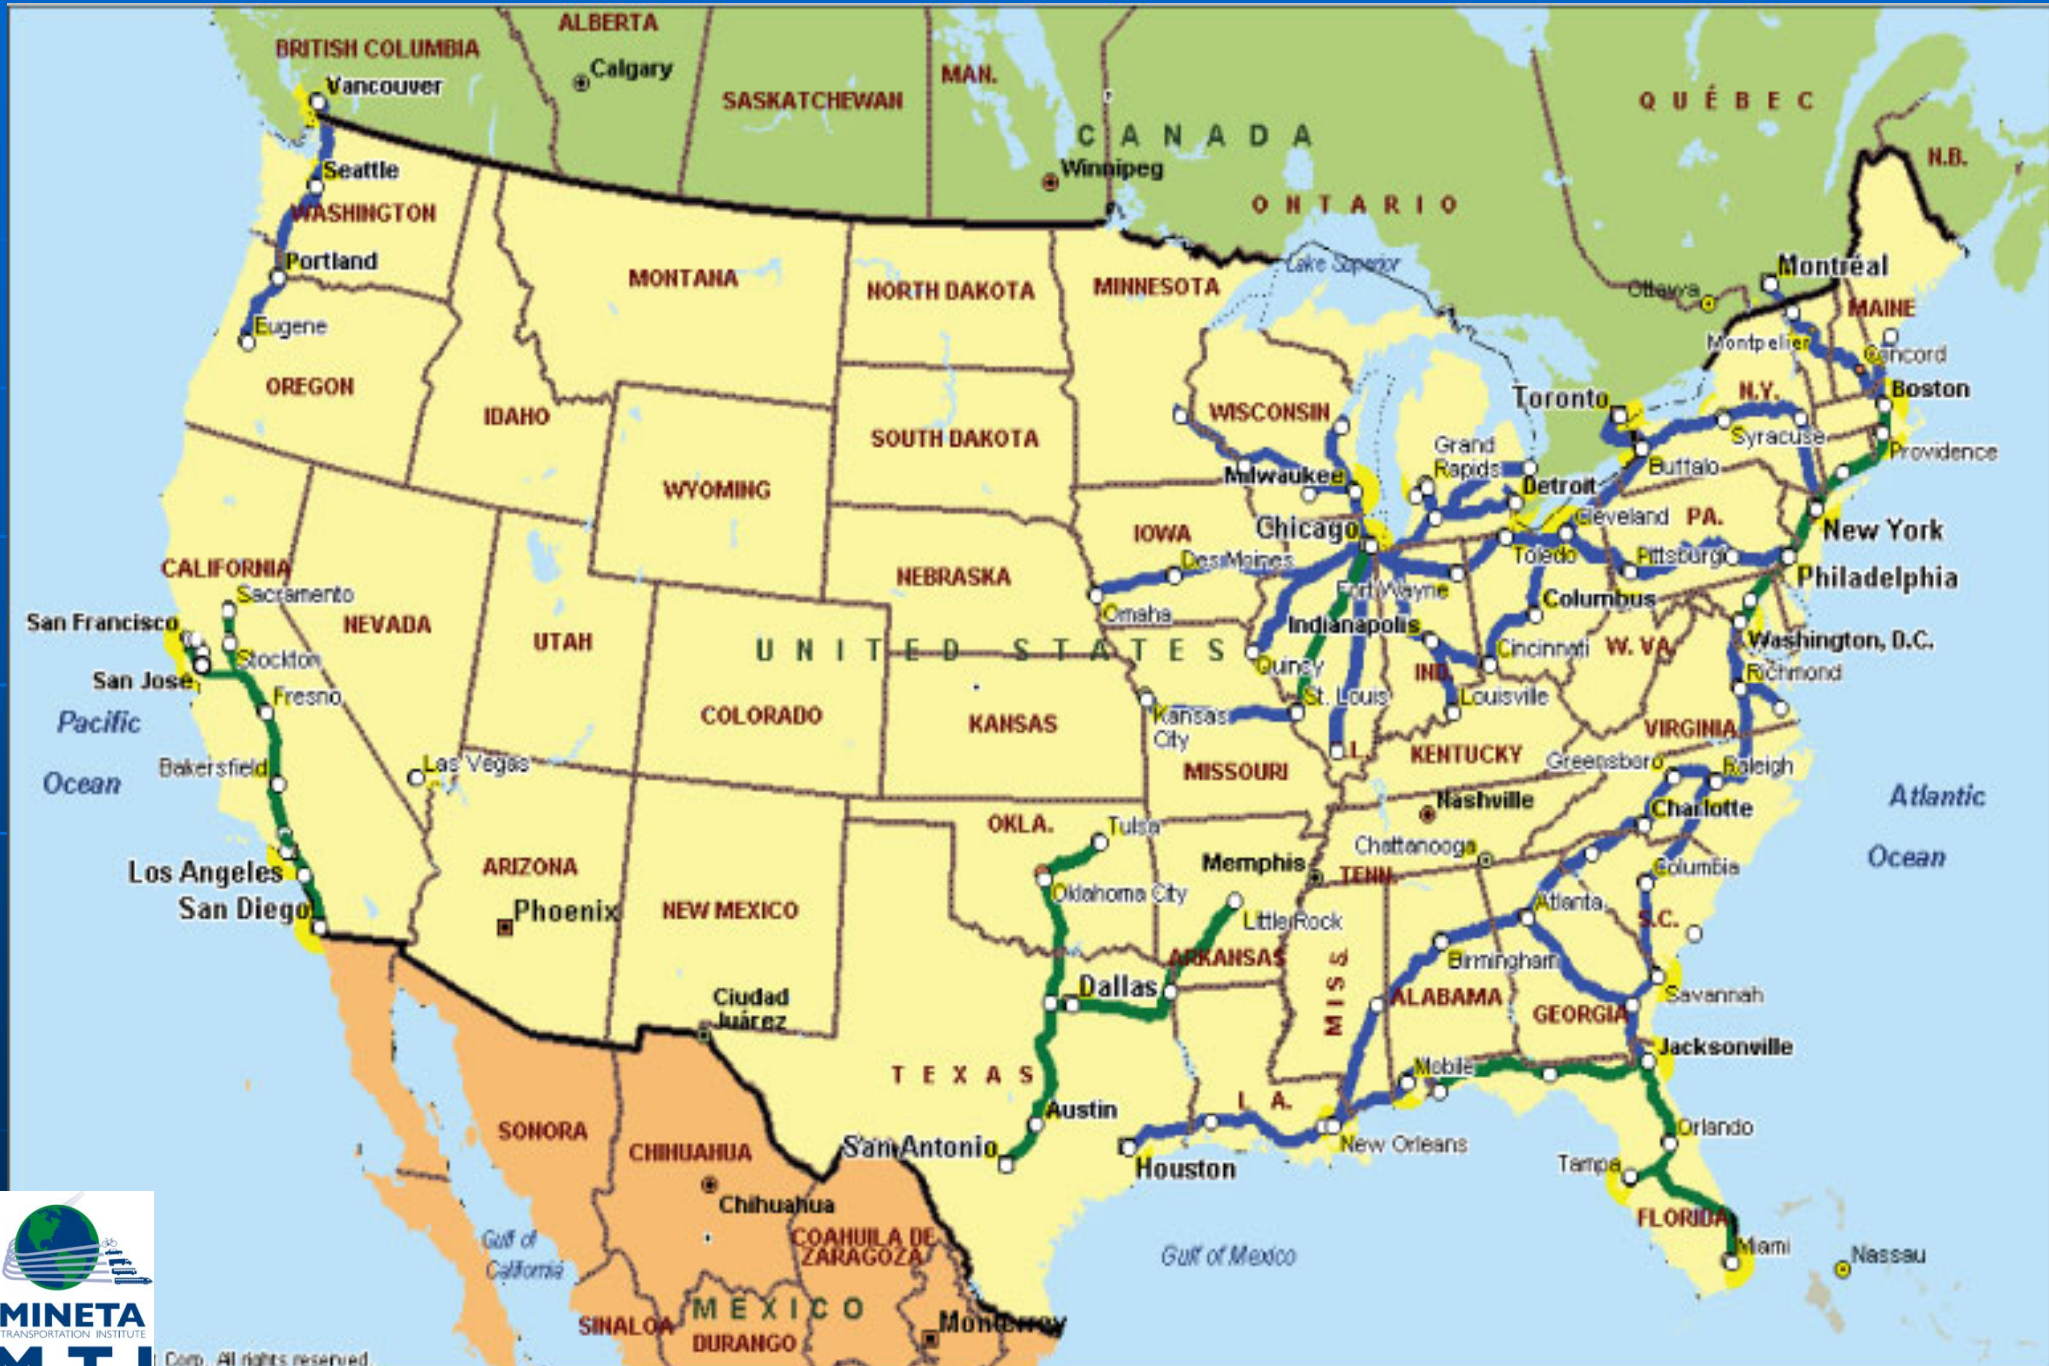 ALBERTA
BRITISH COLUMBIA
Calgary
MAN.
Vancouver
SASKATCHEWAN
QUÉBEC
CANADA
N.B.
Seattle
Winnipeg
WASHINGTON
ONTARIO
Portland
MONTANA
NORTH DAKOTA
MINNESOTA
Lake Superior
Ottawa
Montréal
MAINE
Eugene
Montpelier
Concord
OREGON
IDAHO
Toronto
N.Y.
Boston
WISCONSIN
SOUTH DAKOTA
Grand
Rapids
Syracuse
Buffalo
Providence
WYOMING
Milwaukee
Detroit
IOWA
Chicago
Cleveland
PA.
New York
CALIFORNIA
Des Moines
Toledo
Pittsburg
NEBRASKA
Philadelphia
Sacramento
Fort Wayne
Columbus
San Francisco
NEVADA
Omaha
Indianapolis
UTAH
UNITED STATES
W. VA.
Washington, D.C.
Stockton
Quincy
Cincinnati
San Jose
IND.
Richmond
Fresno
St. Louis
Louisville
Pacific
COLORADO
KANSAS
Kansas
City
VIRGINIA
Ocean
Bakersfield
Las Vegas
MISSOURI
IL.
KENTUCKY
Greensboro
Raleigh
Atlantic
Nashville
Charlotte
OKLA.
Tulsa
Chattanooga
Ocean
Los Angeles
ARIZONA
Memphis
TENN.
Columbia
San Diego
Phoenix
NEW MEXICO
Oklahoma City
Little Rock
Atlanta
S.C.
ARKANSAS
MISS.
Birmingham
Dallas
ALABAMA
GEORGIA
Savannah
Ciudad
Juárez
Jacksonville
TEXAS
Mobile
Austin
LA.
SONORA
CHIHUAHUA
San Antonio
Houston
New Orleans
Orlando
Tampa
Chihuahua
FLORIDA
Gulf of
California
COAHUILA DE
ZARAGOZA
Gulf of Mexico
Miami
Nassau
MEXICO
SINALOA
DURANGO
Monterrey
MINETA
TRANSPORTATION INSTITUTE
MTI
Corp. All rights reserved.